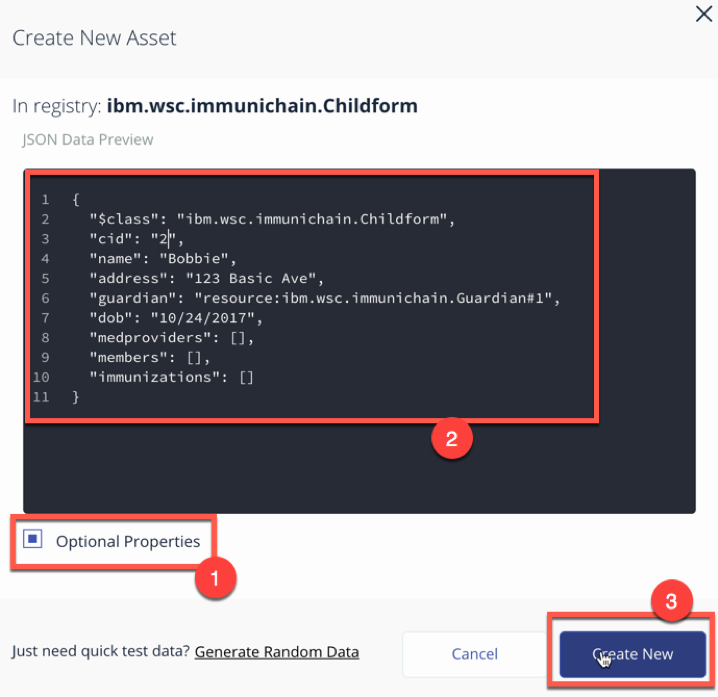 Create New Asset
In registry: ibm.wsc.immunichain.Childform
JSON Data Preview
1 {
2 "$class": "ibm.wsc.immunichain.Childform",
3 "cid": "2",
4 "name": "Bobbie",
5 "address": "123 Basic Ave",
6 "guardian": "resource:ibm.wsc.immunichain.Guardian#1",
7 "dob": "10/24/2017",
8 "medproviders": [],
9 "members": [],
10 "immunizations": []
11 }
2
Optional Properties
1
3
Just need quick test data? Generate Random Data
Cancel
Create New